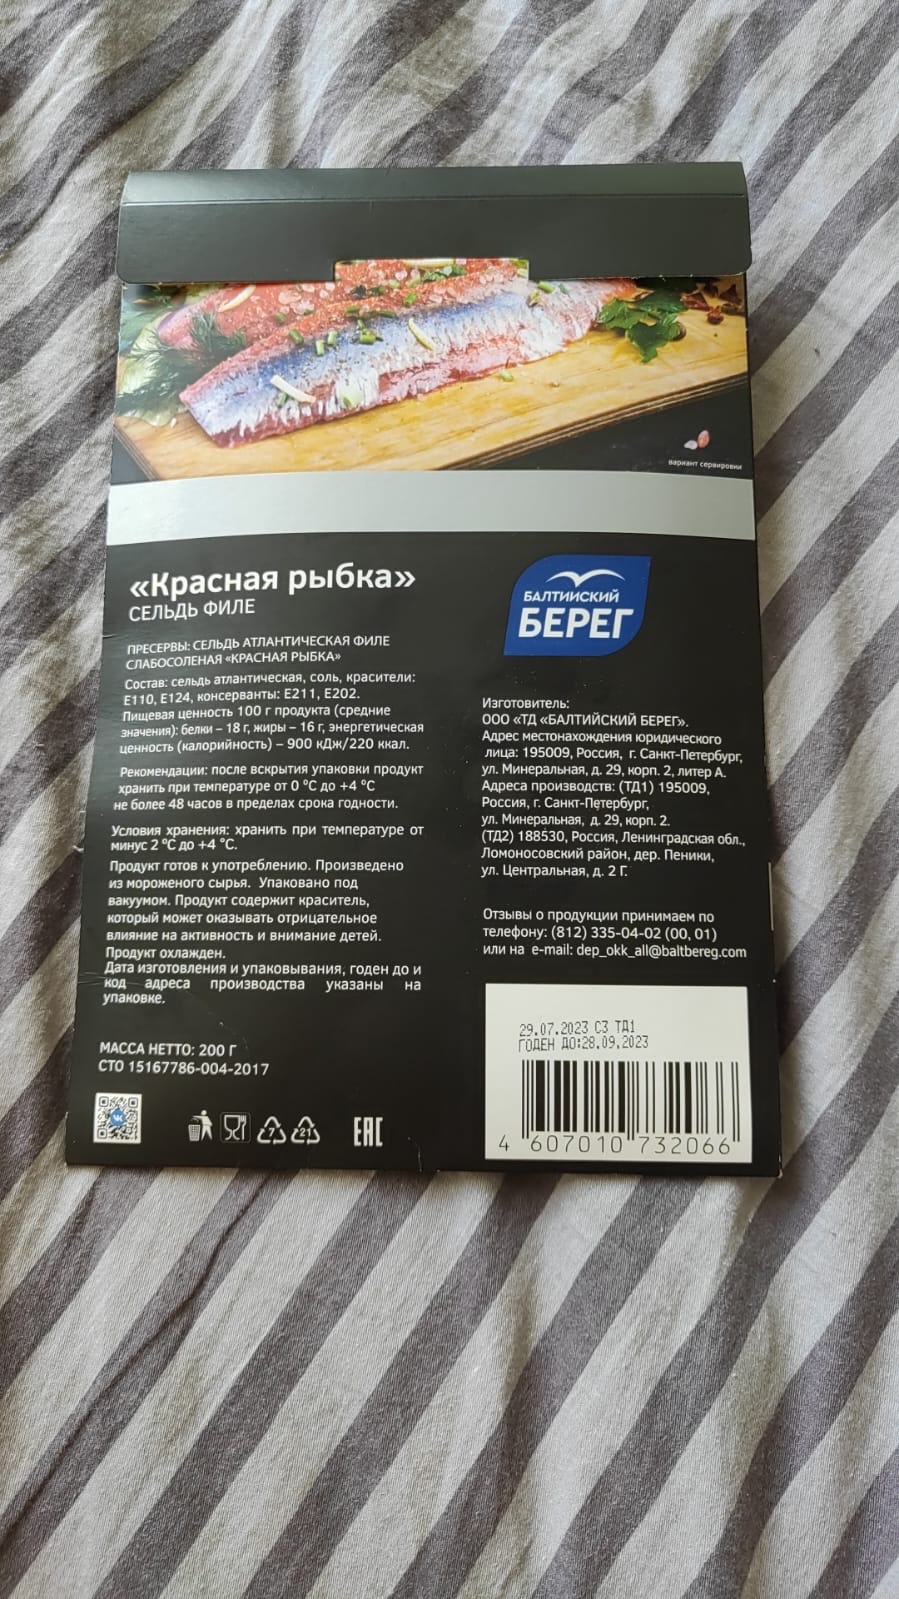 вариант сервировки
«Красная рыбка»
СЕЛЬДЬ ФИЛЕ
ПРЕСЕРВЫ: СЕЛЬДЬ АТЛАНТИЧЕСКАЯ ФИЛЕ
СЛАБОСОЛЕНАЯ «КРАСНАЯ РЫБКА»
Состав: сельдь атлантическая, соль, красители:
Е110, Е124, консерванты: Е211, Е202.
Пищевая ценность 100 г продукта (средние
значения): белки – 18 г, жиры – 16 г, энергетическая
ценность (калорийность) – 900 кДж/220 ккал.
Рекомендации: после вскрытия упаковки продукт
хранить при температуре от 0 °С до +4 °С
не более 48 часов в пределах срока годности.
Условия хранения: хранить при температуре от
минус 2 °С до +4 °С.
Продукт готов к употреблению. Произведено
из мороженого сырья. Упаковано под
вакуумом. Продукт содержит краситель,
который может оказывать отрицательное
влияние на активность и внимание детей.
Продукт охлажден.
Дата изготовления и упаковывания, годен до и
код адреса производства указаны на
упаковке.
МАССА НЕТТО: 200 Г
СТО 15167786-004-2017
7
21
EAC
БАЛТИЙСКИЙ
БЕРЕГ
Изготовитель:
ООО «ТД «БАЛТИЙСКИЙ БЕРЕГ».
Адрес местонахождения юридического
лица: 195009, Россия, г. Санкт-Петербург,
ул. Минеральная, д. 29, корп. 2, литер А.
Адреса производств: (ТД1) 195009,
Россия, г. Санкт-Петербург,
ул. Минеральная, д. 29, корп. 2.
(ТД2) 188530, Россия, Ленинградская обл.,
Ломоносовский район, дер. Пеники,
ул. Центральная, д. 2 Г.
Отзывы о продукции принимаем по
телефону: (812) 335-04-02 (00, 01)
или на e-mail: dep_okk_all@baltbereg.com
29.07.2023 С3 ТД1
ГОДЕН ДО:28.09.2023
4 607010 732066